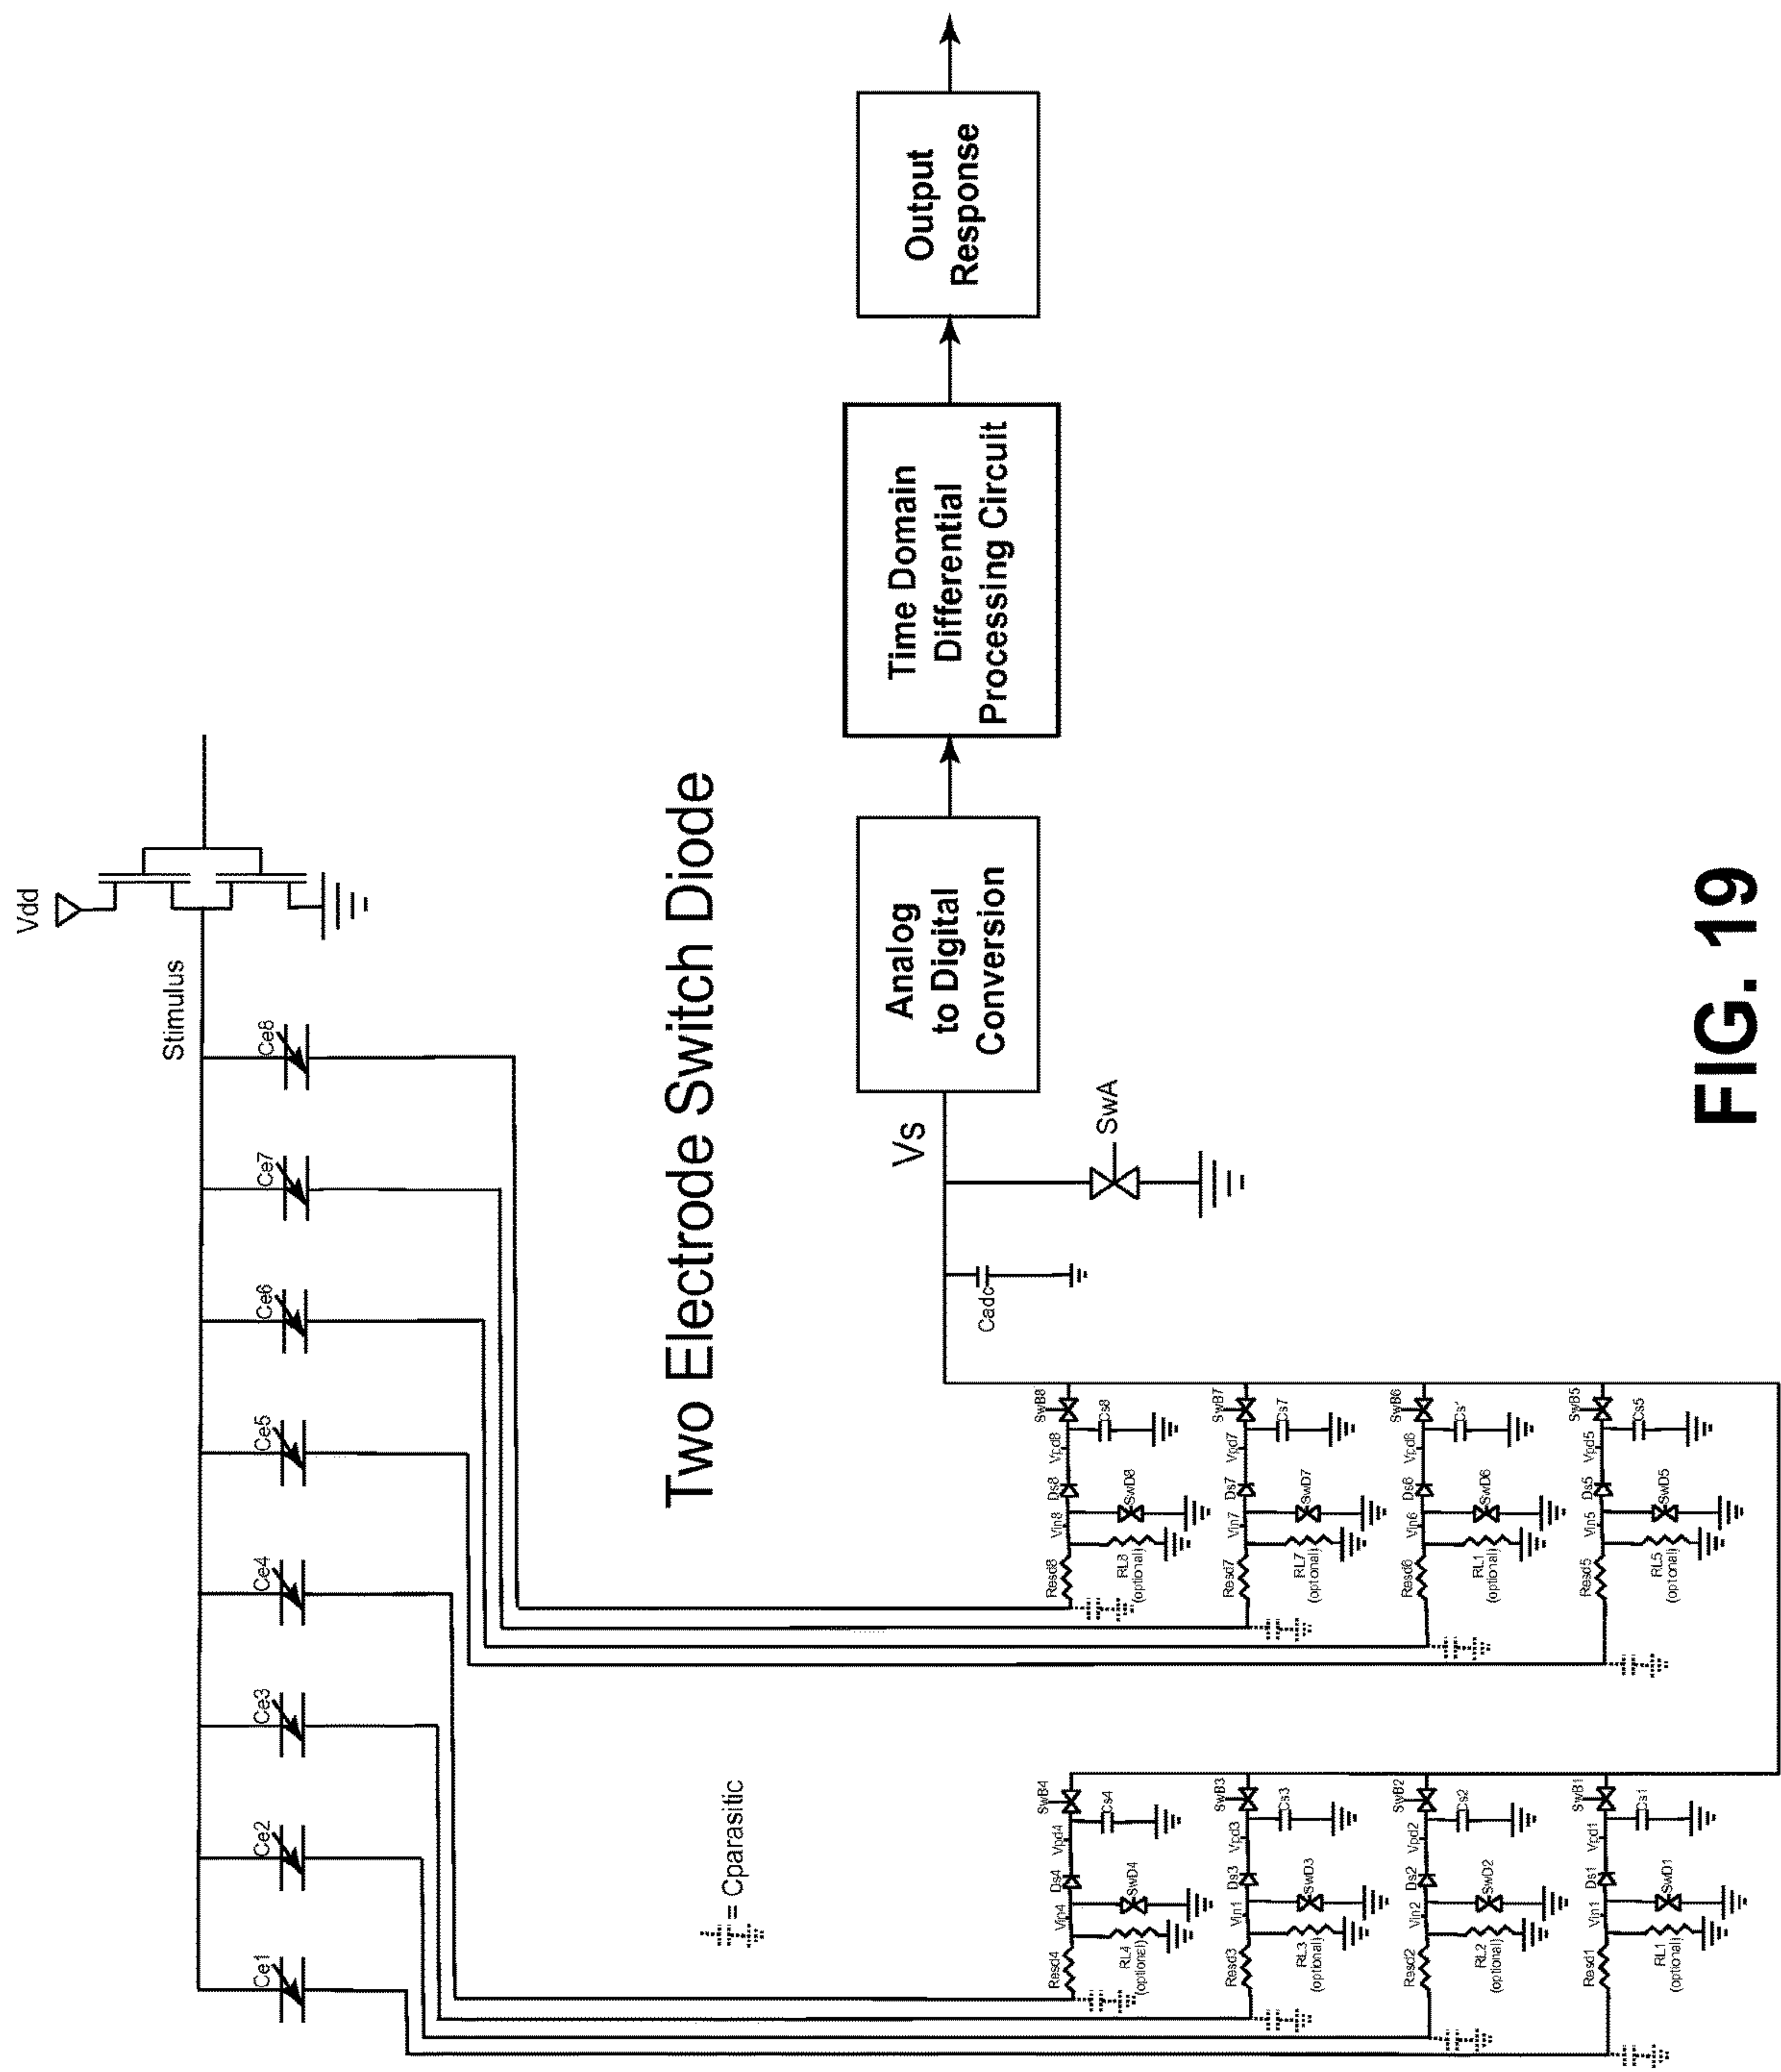 Vdd
Stimulus
Ce1
Ce2
Ce3
Ce4
Ce5
Ce6
Ce7
Ce8
Two Electrode Switch Diode
= Cparasitic
Resd4
RL4
(optional)
Vin4
SwD4
Ds4
Vpd4
Cs4
SwB4
Resd3
RL3
(optional)
Vin1
SwD3
Ds3
Vpd3
Cs3
SwB3
Resd2
RL2
(optional)
Vin2
SwD2
Ds2
Vpd2
Cs2
SwB2
Resd1
RL1
(optional)
Vin1
SwD1
Ds1
Vpd1
Cs1
SwB1
Resd8
RL8
(optional)
Vin8
SwD8
Ds8
Vpd8
Cs8
SwB8
Resd7
RL7
(optional)
Vin7
SwD7
Ds7
Vpd7
Cs7
SwB7
Resd6
RL1
(optional)
Vin6
SwD6
Ds6
Vpd6
SwB6
Resd5
RL5
(optional)
Vin5
SwD5
Ds5
Vpd5
Cs5
SwB5
Cadc
Vs
SwA
Analog
to Digital
Conversion
Time Domain
Differential
Processing Circuit
Output
Response
FIG. 19